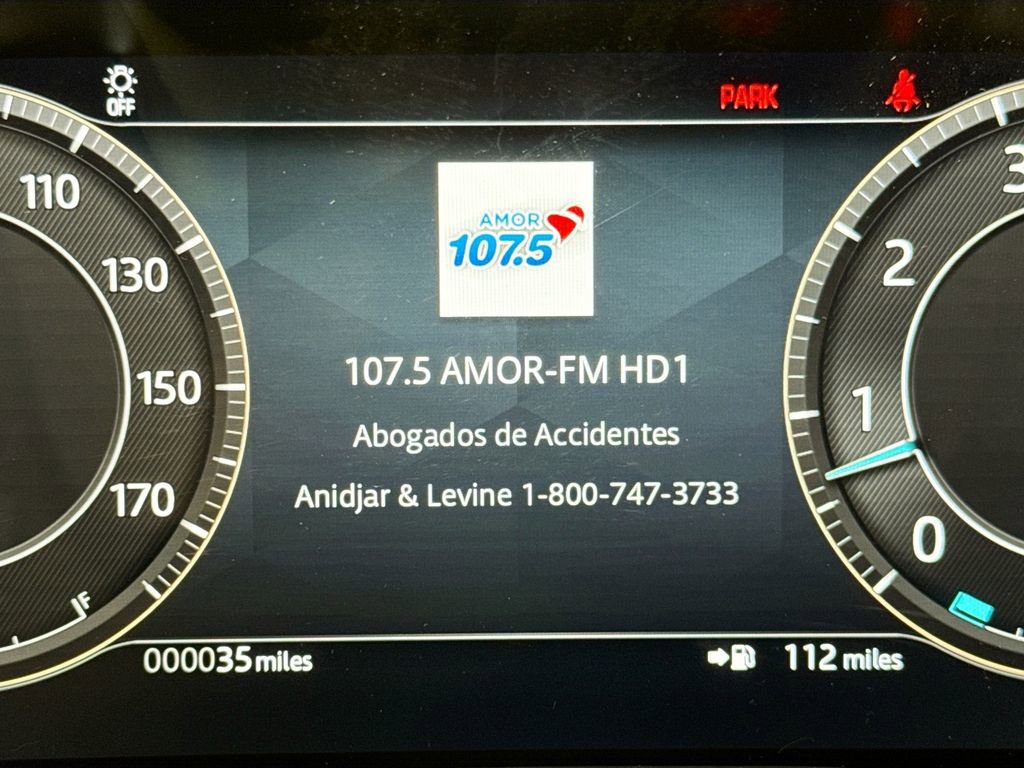 OFF
PARK
110
130
150
170
F
AMOR
107.5
107.5 AMOR-FM HD1
Abogados de Accidentes
Anidjar & Levine 1-800-747-3733
3
2
1
0
000035 miles
112 miles